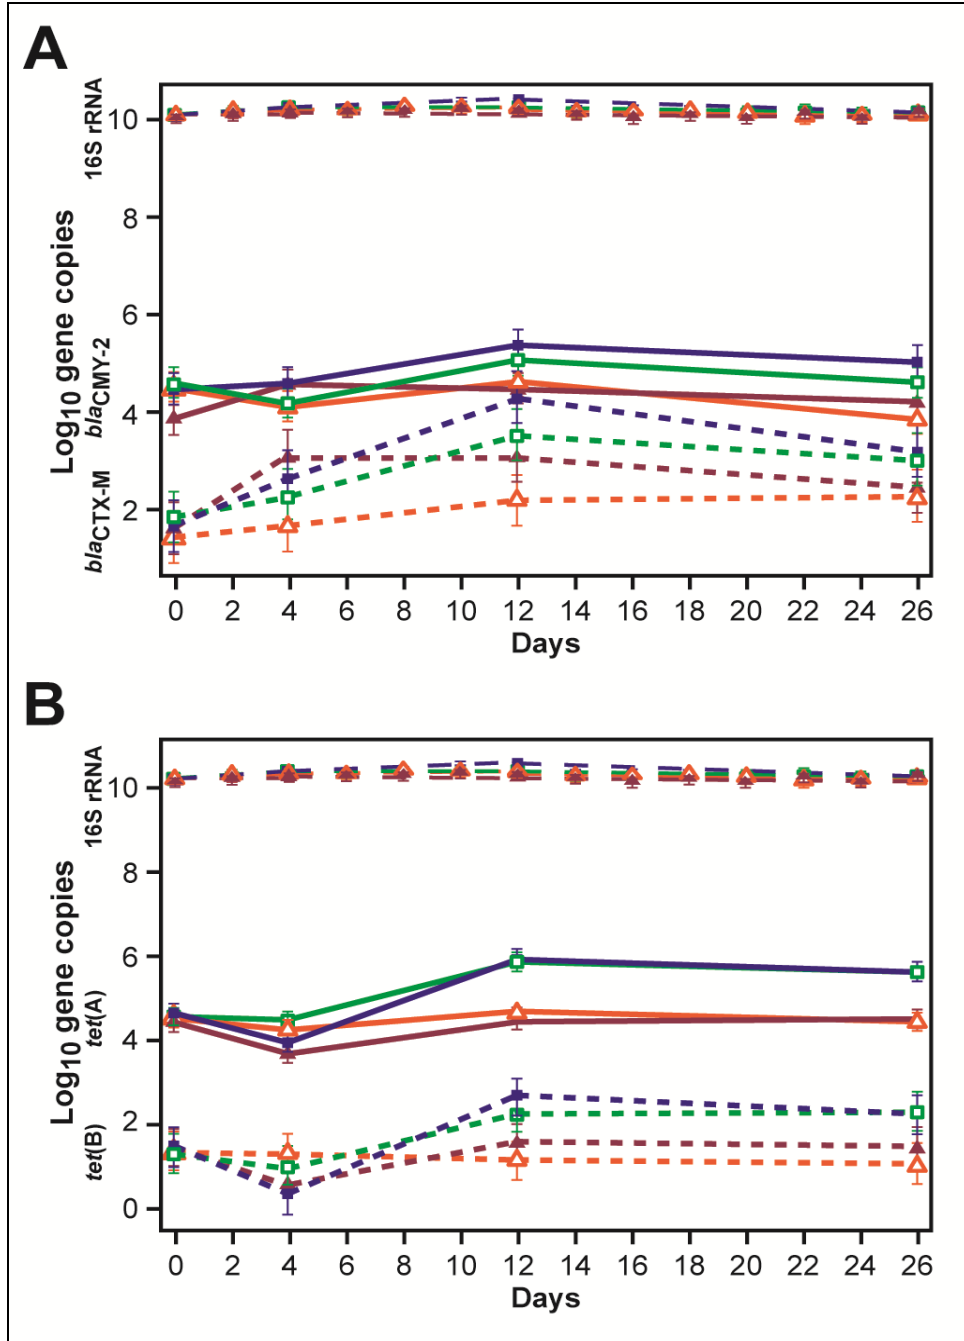 A
16S rRNA
Log10 gene copies
blaCMY-2
blaCTX-M
10
8
6
4
2
0 2 4 6 8 10 12 14 16 18 20 22 24 26
Days
B
16S rRNA
Log10 gene copies
tet(A)
tet(B)
10
8
6
4
2
0
0 2 4 6 8 10 12 14 16 18 20 22 24 26
Days